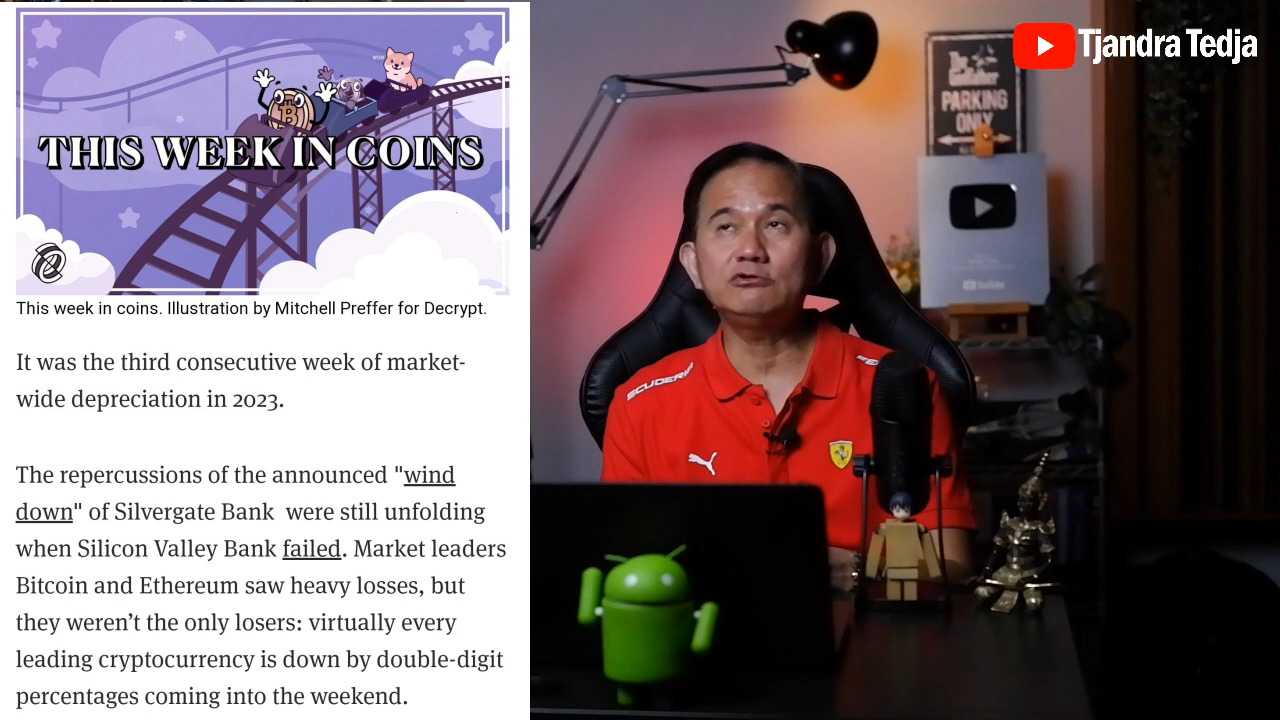 WOW
THIS WEEK IN COINS
This week in coins. Illustration by Mitchell Preffer for Decrypt.
It was the third consecutive week of market-
wide depreciation in 2023.
The repercussions of the announced "wind
down" of Silvergate Bank were still unfolding
when Silicon Valley Bank failed. Market leaders
Bitcoin and Ethereum saw heavy losses, but
they weren’t the only losers: virtually every
leading cryptocurrency is down by double-digit
percentages coming into the weekend.
Tjandra Tedja
The
Godfather
PARKING
ONLY
YouTube
SCUDERIA